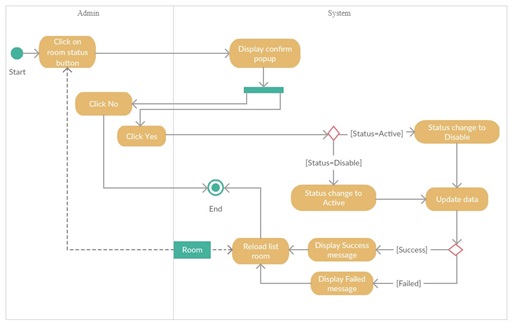 Admin
System
Click on
room status
button
Start
Display confirm
popup
Click No
Click Yes
[Status=Active]
Status change to
Disable
[Status=Disable]
Status change to
Active
Update data
End
Room
Reload list
room
Display Success
message
[Success]
Display Failed
message
[Failed]